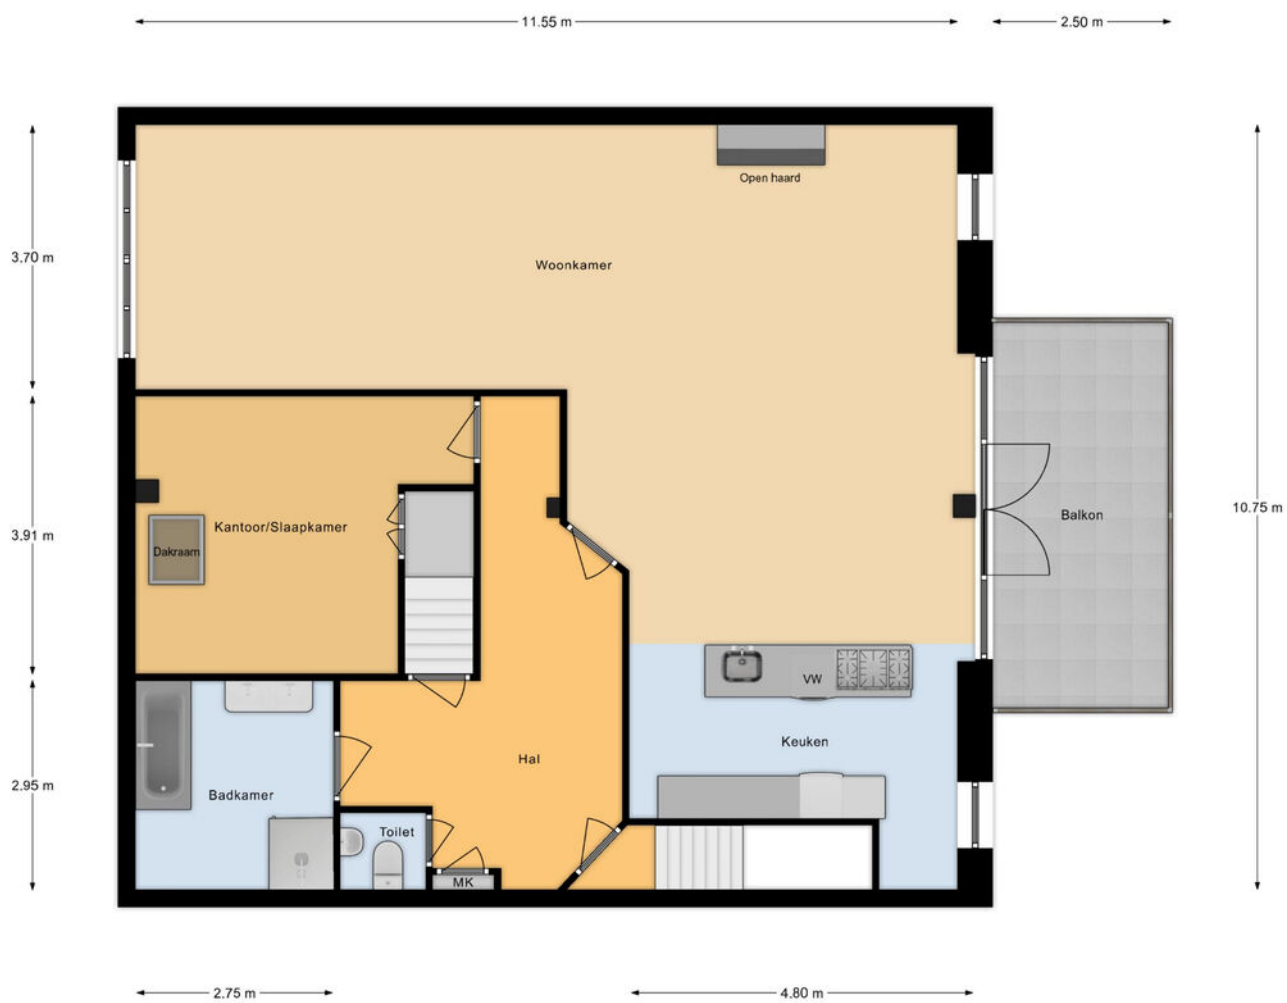 11.55 m
2.50 m
Open haard
3.70 m
Woonkamer
3.91 m
Kantoor/Slaapkamer
Dakraam
Balkon
10.75 m
VW
Keuken
Hal
2.95 m
Badkamer
Toilet
MK
2.75 m
4.80 m